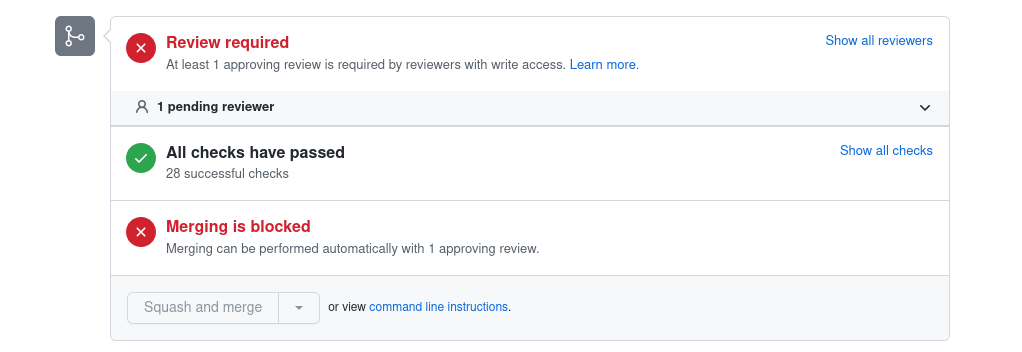 Review required
Show all reviewers
At least 1 approving review is required by reviewers with write access. Learn more.
1 pending reviewer
All checks have passed
Show all checks
28 successful checks
Merging is blocked
Merging can be performed automatically with 1 approving review.
Squash and merge or view command line instructions.